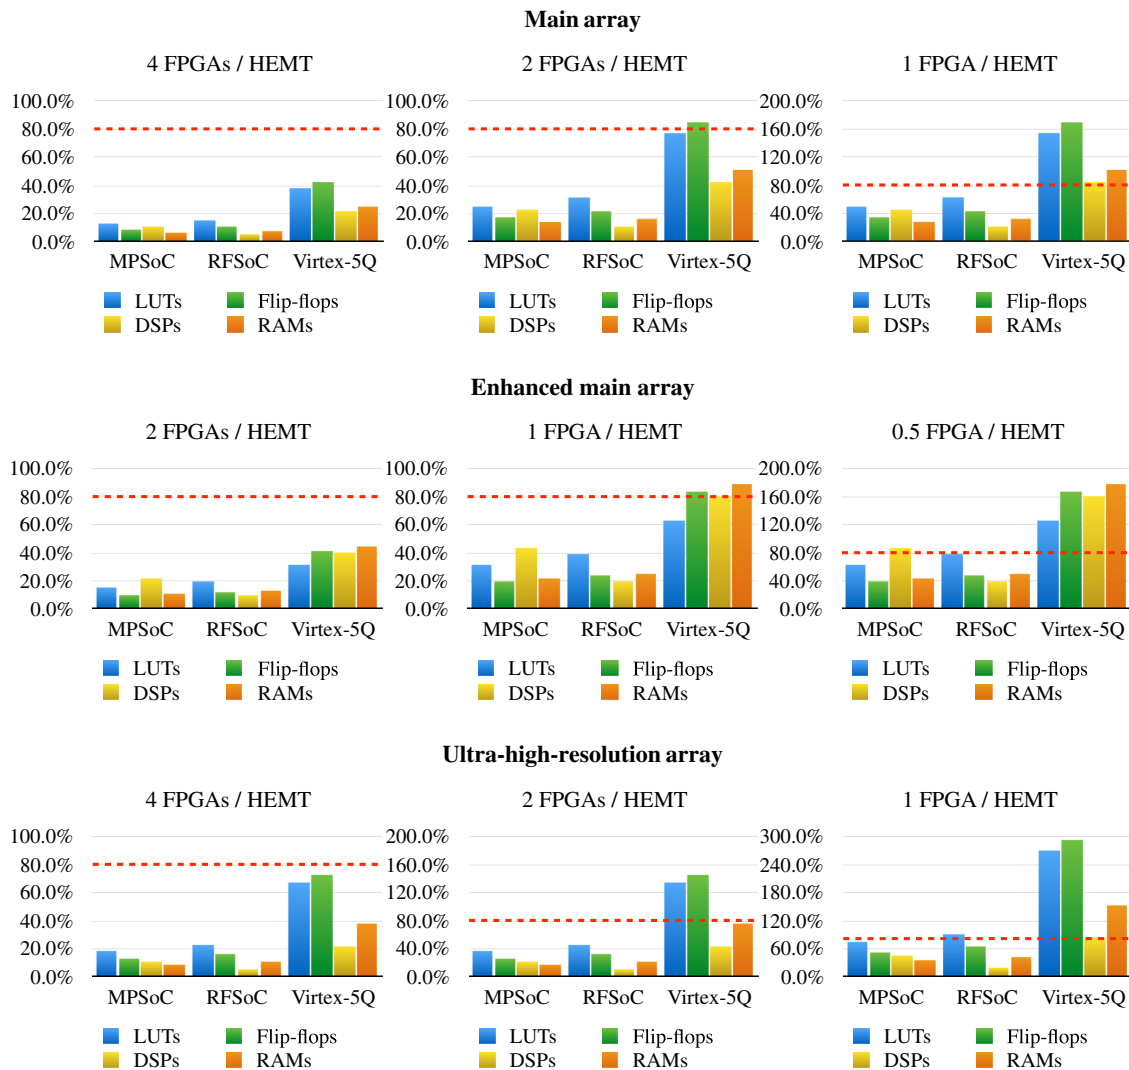 Main array
4 FPGAs / HEMT 2 FPGAs / HEMT 1 FPGA / HEMT
100.0% 100.0% 200.0%
80.0% 80.0% 160.0%
60.0% 60.0% 120.0%
40.0% 40.0% 80.0%
20.0% 20.0% 40.0%
0.0% 0.0% 0.0%
MPSoC RFSoC Virtex-5Q MPSoC RFSoC Virtex-5Q MPSoC RFSoC Virtex-5Q
LUTs Flip-flops LUTs Flip-flops LUTs Flip-flops
DSPs RAMs DSPs RAMs DSPs RAMs
Enhanced main array
2 FPGAs / HEMT 1 FPGA / HEMT 0.5 FPGA / HEMT
100.0% 100.0% 200.0%
80.0% 80.0% 160.0%
60.0% 60.0% 120.0%
40.0% 40.0% 80.0%
20.0% 20.0% 40.0%
0.0% 0.0% 0.0%
MPSoC RFSoC Virtex-5Q MPSoC RFSoC Virtex-5Q MPSoC RFSoC Virtex-5Q
LUTs Flip-flops LUTs Flip-flops LUTs Flip-flops
DSPs RAMs DSPs RAMs DSPs RAMs
Ultra-high-resolution array
4 FPGAs / HEMT 2 FPGAs / HEMT 1 FPGA / HEMT
100.0% 200.0% 300.0%
80.0% 160.0% 240.0%
60.0% 120.0% 180.0%
40.0% 80.0% 120.0%
20.0% 40.0% 60.0%
0.0% 0.0% 0.0%
MPSoC RFSoC Virtex-5Q MPSoC RFSoC Virtex-5Q MPSoC RFSoC Virtex-5Q
LUTs Flip-flops LUTs Flip-flops LUTs Flip-flops
DSPs RAMs DSPs RAMs DSPs RAMs